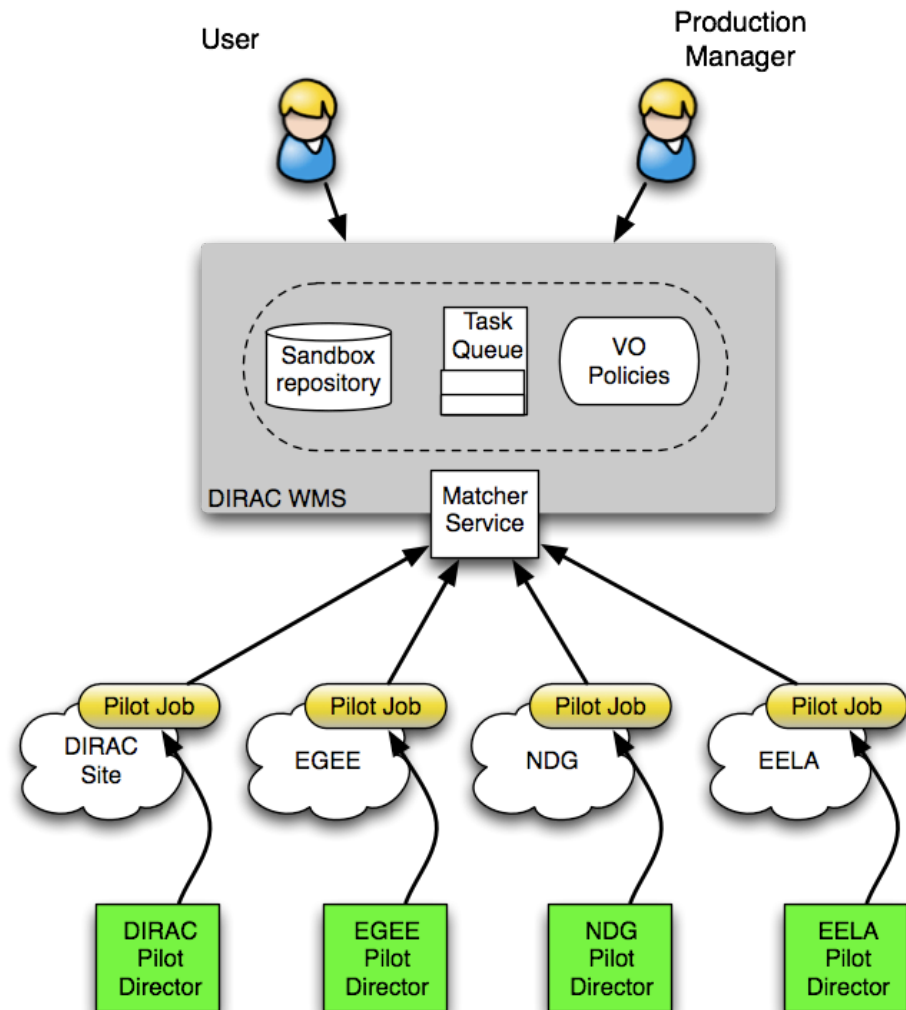 User
Production
Manager
Sandbox
repository
Task
Queue
VO
Policies
DIRAC WMS
Matcher
Service
Pilot Job
Pilot Job
Pilot Job
Pilot Job
DIRAC
Site
EGEE
NDG
EELA
DIRAC
Pilot
Director
EGEE
Pilot
Director
NDG
Pilot
Director
EELA
Pilot
Director